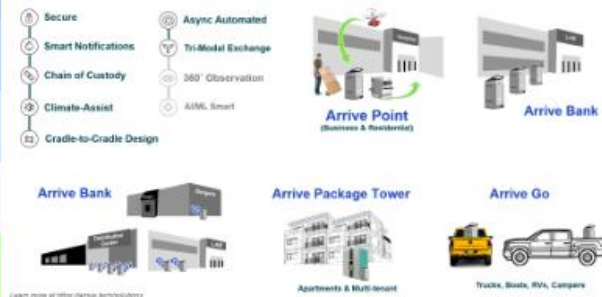 Secure
Smart Notifications
Chain of Custody
Climate-Assist
Cradle-to-Cradle Design
Async Automated
Tri-Modal Exchange
360° Observation
AI/ML Smart
Arrive Point
(Business & Residential)
LAB
Arrive Bank
Arrive Bank
LAB
Arrive Package Tower
Apartments & Multi-tenant
Arrive Go
Trucks, Boats, RVs, Campers